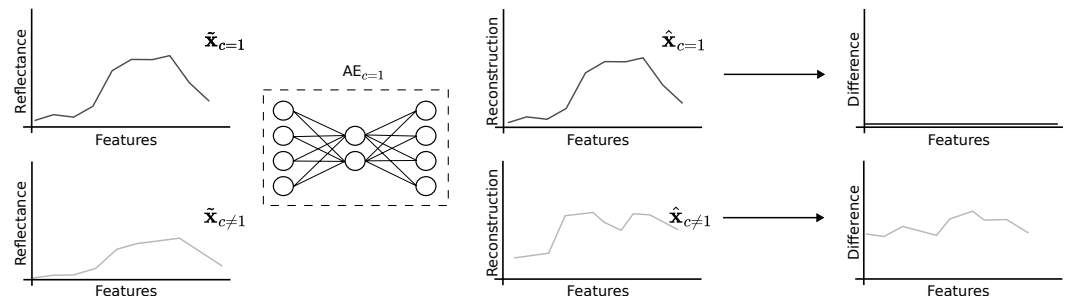 Reflectance
x̃c=1
Features
AEc=1
Reconstruction
x̂c=1
Features
Difference
Features
Reflectance
x̃c≠1
Features
Reconstruction
x̂c≠1
Features
Difference
Features